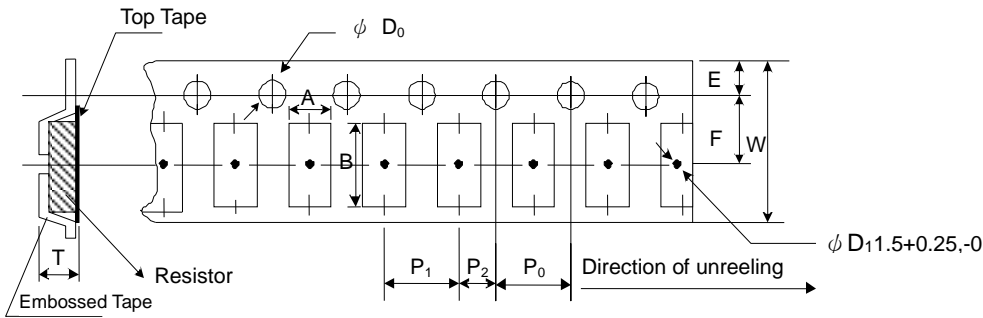 Top Tape
ϕ D₀
A
E
F
W
B
T
Resistor
Embossed Tape
P₁
P₂
P₀
Direction of unreeling
ϕ D₁1.5+0.25,-0